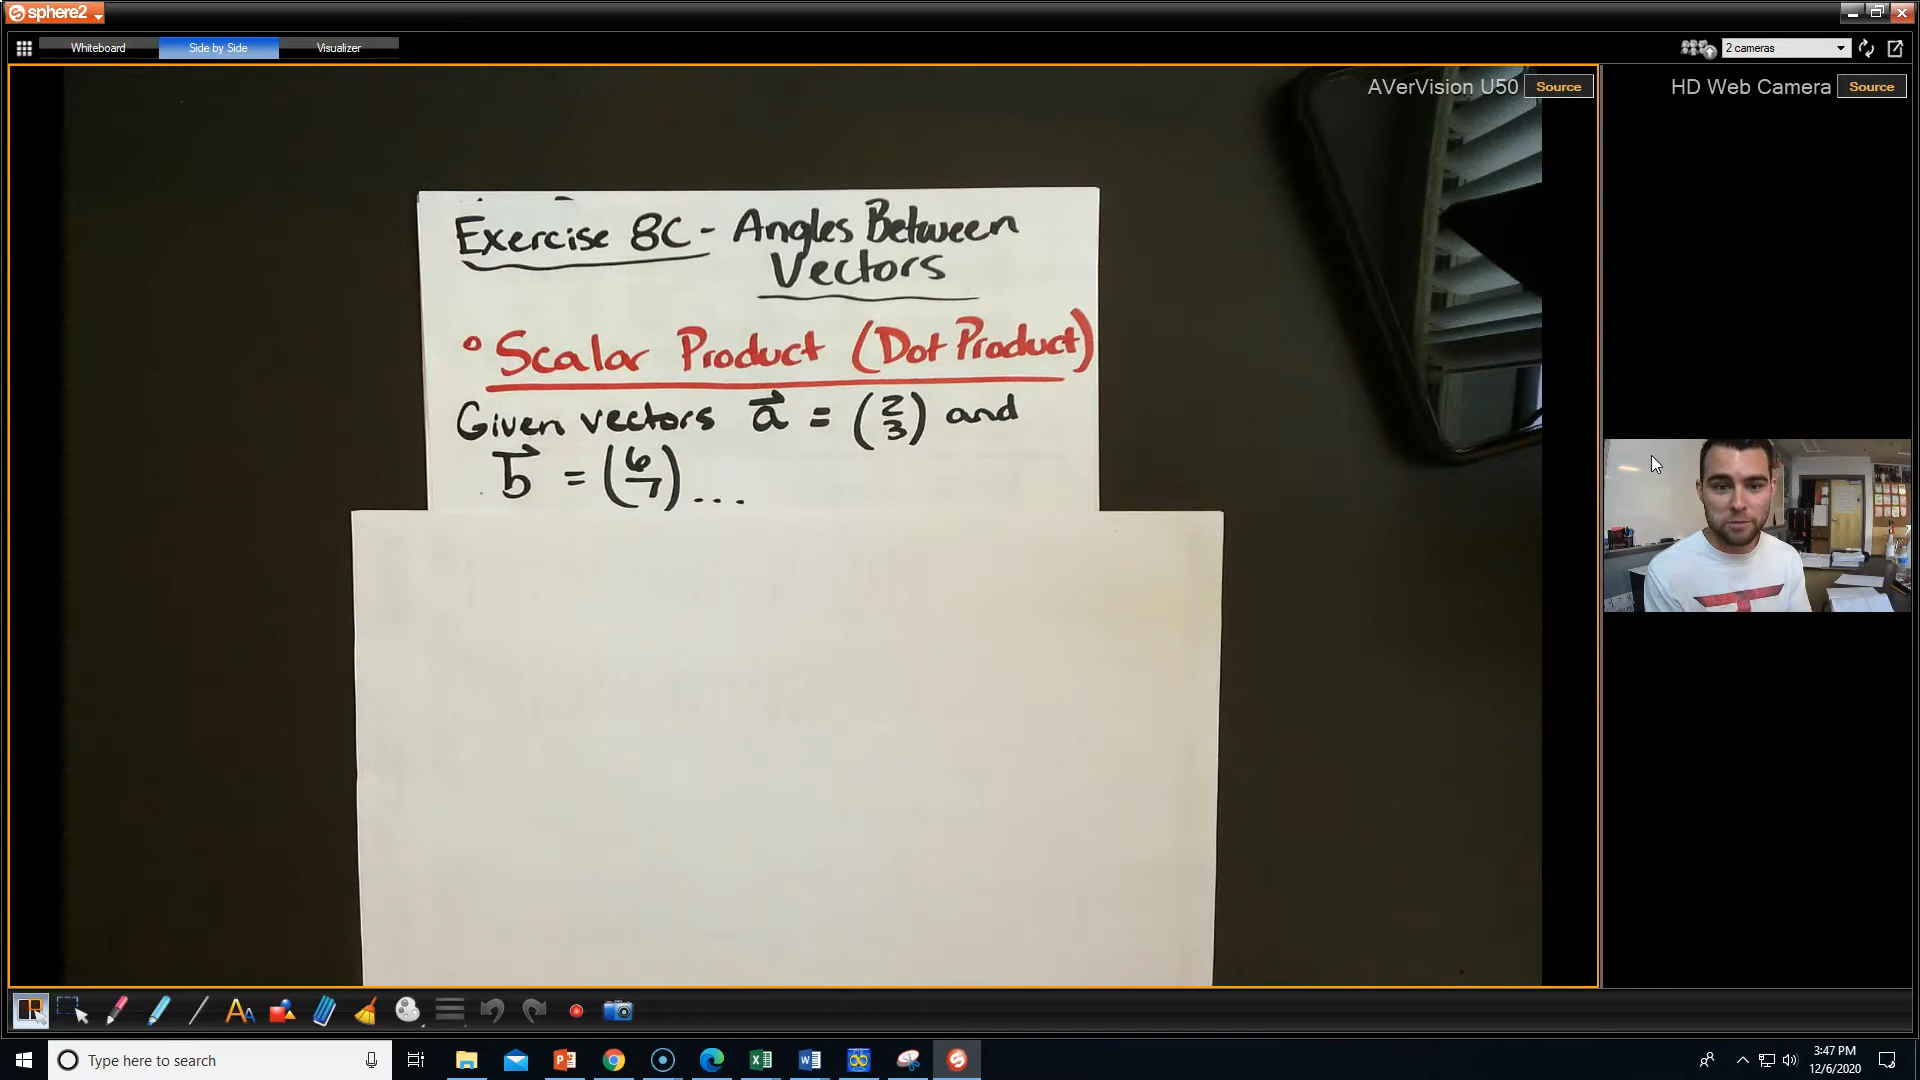 sphere2
Whiteboard
Side by Side
Visualizer
2 cameras
AVerVision U50
Source
HD Web Camera
Source
Exercise 8C - Angles Between
Vectors
Scalar Product (Dot Product)
Given vectors a⃗ = (2 3) and
b⃗ = (6 7)...
Type here to search
3:47 PM
12/6/2020